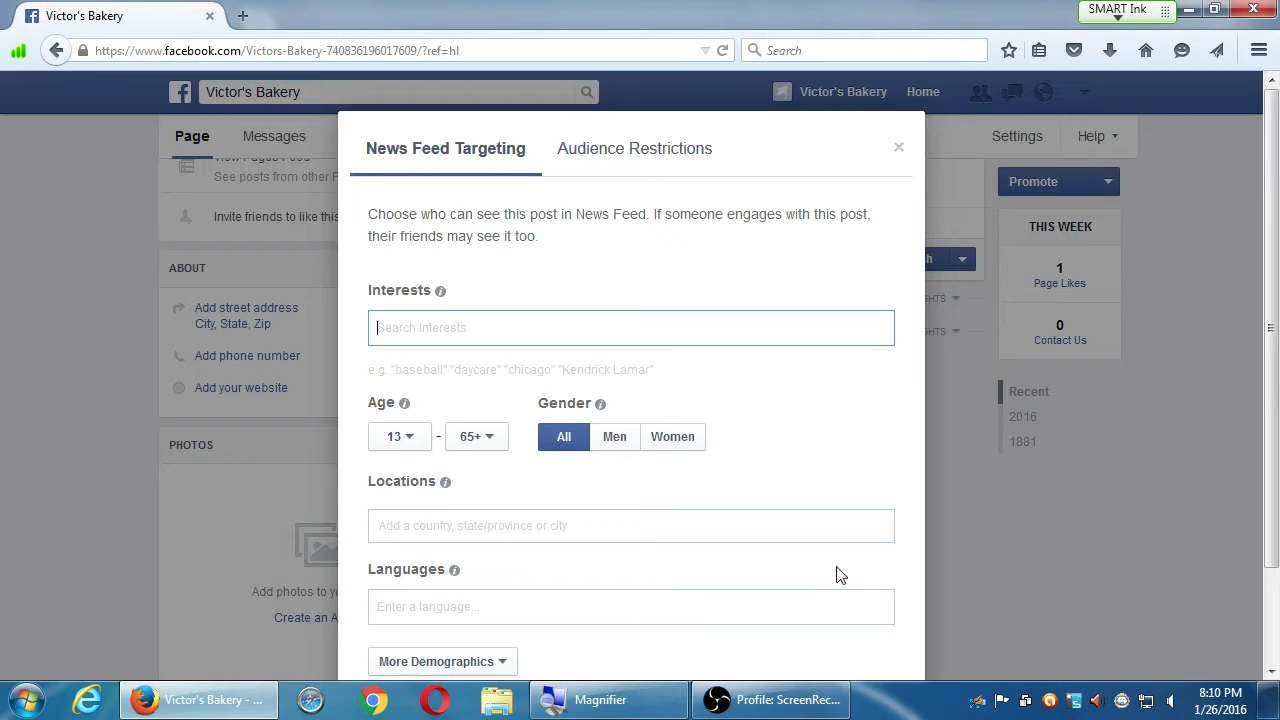 Victor's Bakery
SMART Ink
https://www.facebook.com/Victors-Bakery-740836196017609/?ref=hl
Search
Victor's Bakery
Victor's Bakery
Home
Page
Messages
Settings
Help
View Pages Feed
See posts from other
Invite friends to like this
ABOUT
Add street address
City, State, Zip
Add phone number
Add your website
PHOTOS
Add photos to yo
Create an A
News Feed Targeting
Audience Restrictions
×
Choose who can see this post in News Feed. If someone engages with this post,
their friends may see it too.
Interests
Search Interests
e.g. "baseball" "daycare" "chicago" "Kendrick Lamar"
Age
Gender
13
-
65+
All
Men
Women
Locations
Add a country, state/province or city
Languages
Enter a language...
More Demographics
Promote
THIS WEEK
1
Page Likes
0
Contact Us
Recent
2016
1881
Victor's Bakery - ...
Magnifier
Profile: ScreenRec...
8:10 PM
1/26/2016